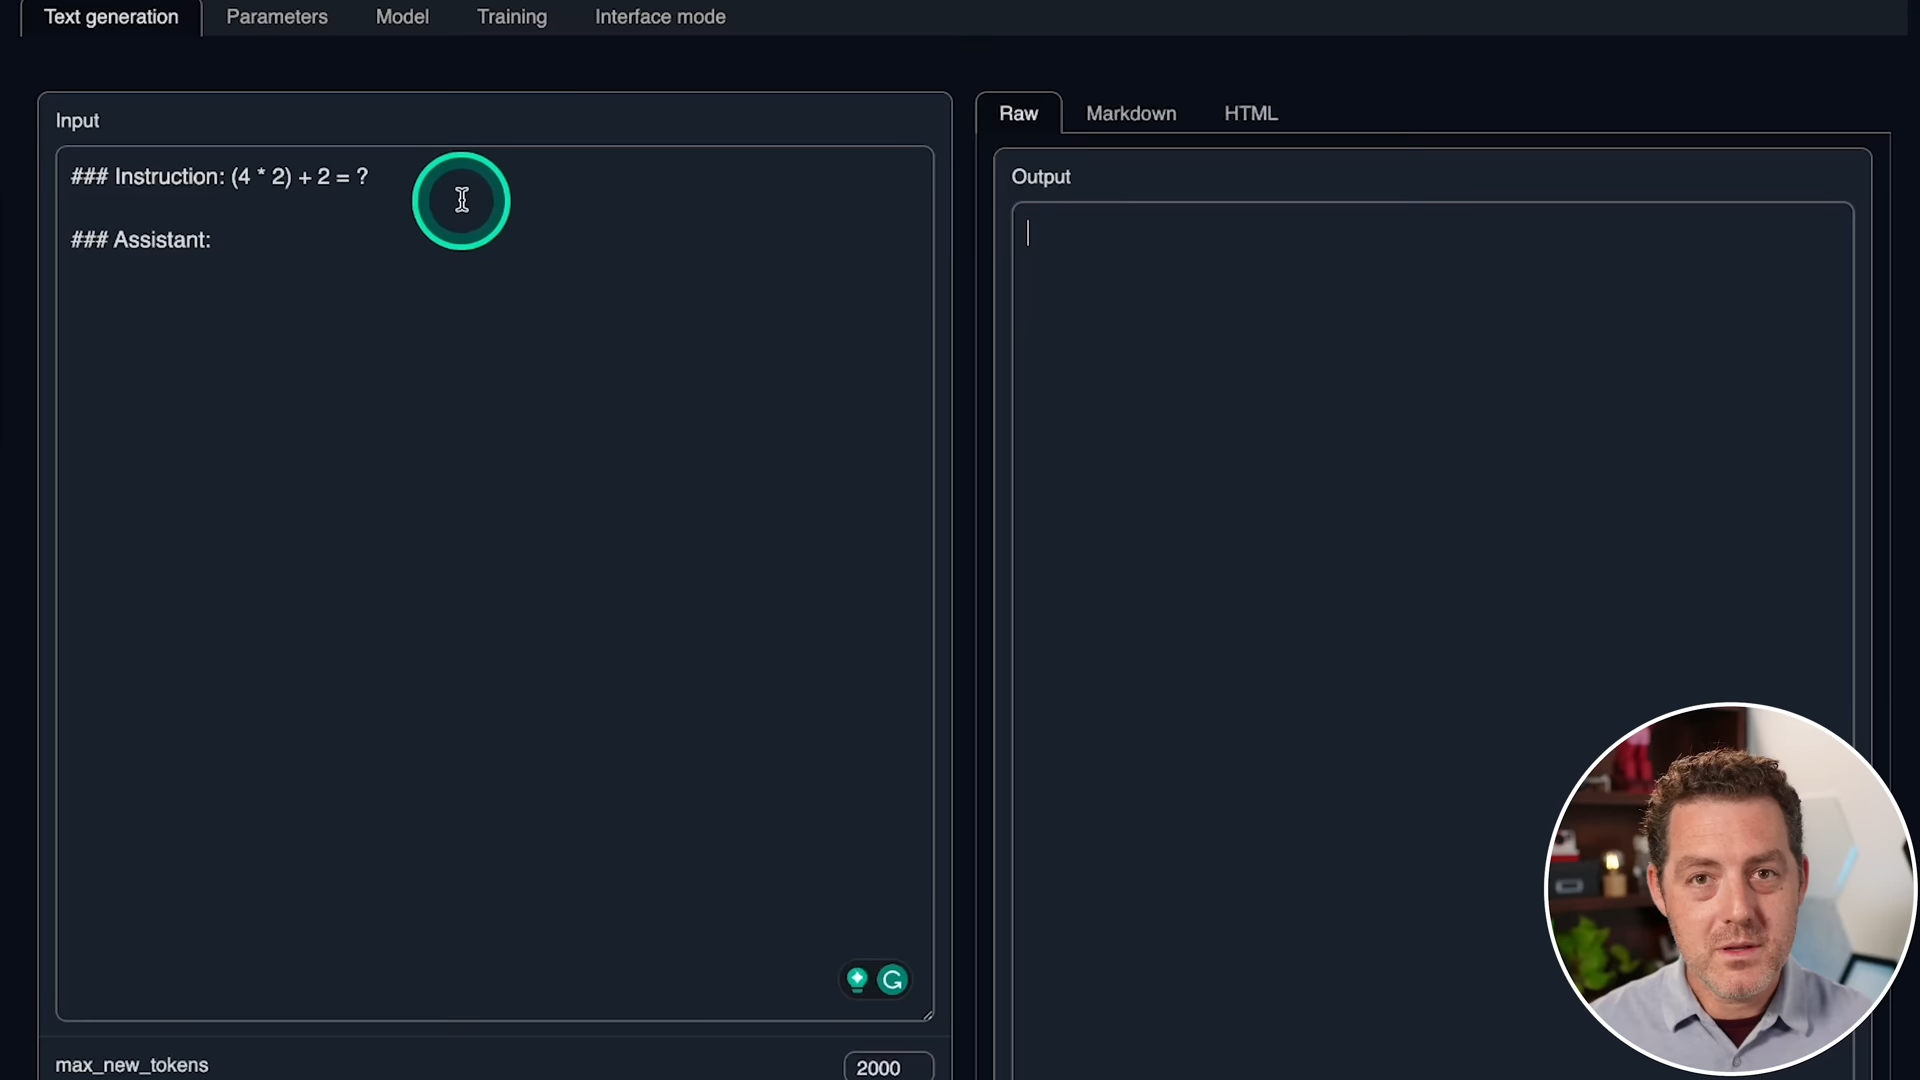 Text generation
Parameters
Model
Training
Interface mode
Input
### Instruction: (4 * 2) + 2 = ?
### Assistant:
max_new_tokens
2000
Raw
Markdown
HTML
Output